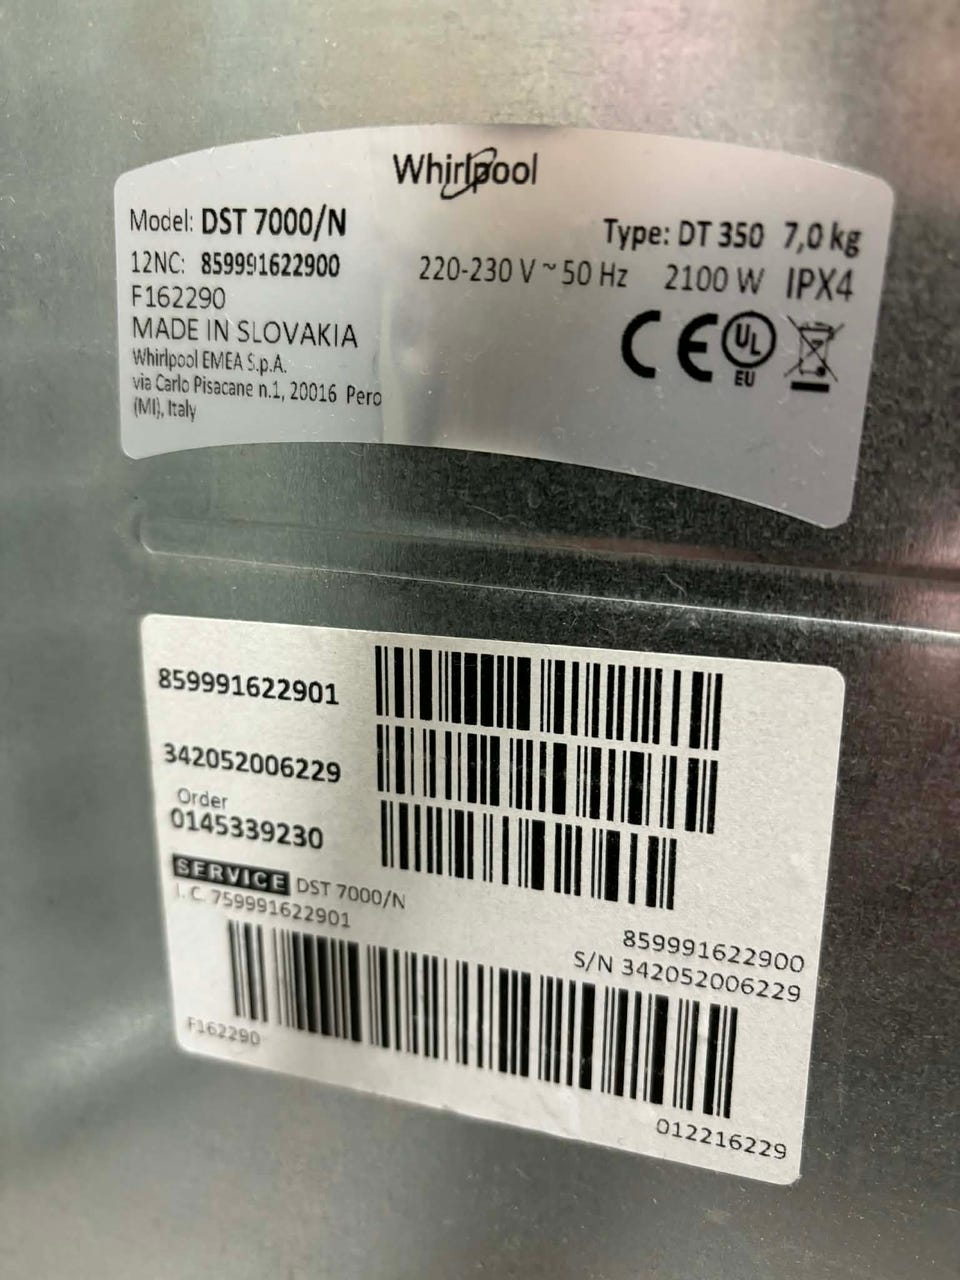 Whirlpool
Model: DST 7000/N
Type: DT 350 7,0 kg
12NC: 859991622900
220-230 V ~ 50 Hz 2100 W IPX4
F162290
MADE IN SLOVAKIA
Whirlpool EMEA S.p.A.
via Carlo Pisacane n.1, 20016 Pero
(MI), Italy
CE
UL
EU
859991622901
342052006229
Order
0145339230
SERVICE DST 7000/N
I. C. 759991622901
859991622900
S/N 342052006229
F162290
012216229